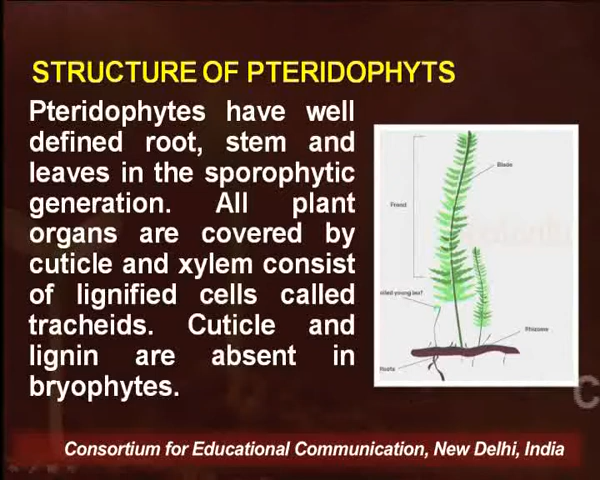 STRUCTURE OF PTERIDOPHYTS
Pteridophytes have well
defined root, stem and
leaves in the sporophytic
generation. All plant
organs are covered by
cuticle and xylem consist
of lignified cells called
tracheids. Cuticle and
lignin are absent in
bryophytes.
Blade
Frond
young leaf
Rhizome
Roots
Consortium for Educational Communication, New Delhi, India